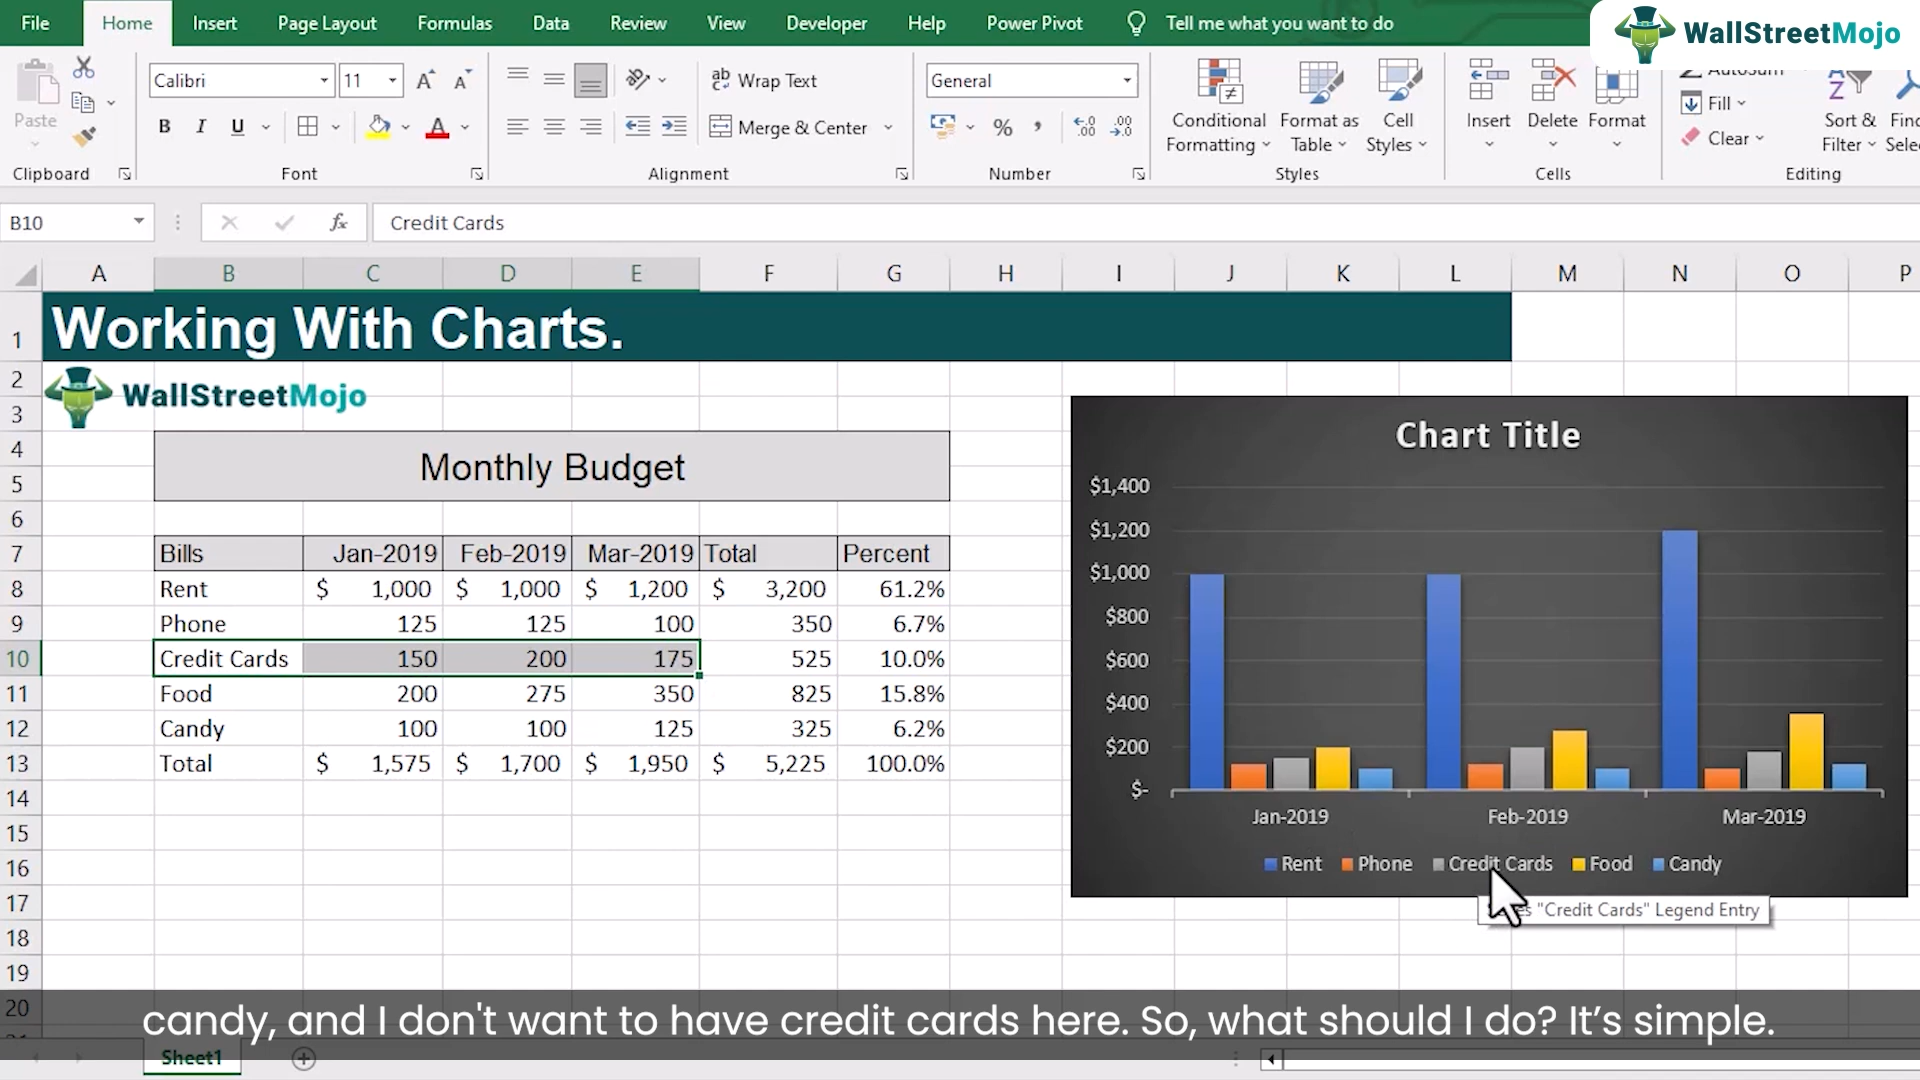 File Home Insert Page Layout Formulas Data Review View Developer Help Power Pivot Tell me what you want to do
WallStreetMojo
Paste
Clipboard
Calibri 11
B I U
Font
Wrap Text
Merge & Center
Alignment
General
Number
Conditional Formatting
Format as Table
Cell Styles
Styles
Insert Delete Format
Cells
AutoSum
Fill
Clear
Sort & Filter
Editing
B10 fx Credit Cards
A B C D E F G H I J K L M N O P
1 Working With Charts.
2
WallStreetMojo
3
4
Monthly Budget
5
6
7 Bills Jan-2019 Feb-2019 Mar-2019 Total Percent
8 Rent $ 1,000 $ 1,000 $ 1,200 $ 3,200 61.2%
9 Phone 125 125 100 350 6.7%
10 Credit Cards 150 200 175 525 10.0%
11 Food 200 275 350 825 15.8%
12 Candy 100 100 125 325 6.2%
13 Total $ 1,575 $ 1,700 $ 1,950 $ 5,225 100.0%
14
15
16
17
18
19
20
Chart Title
$1,400
$1,200
$1,000
$800
$600
$400
$200
$-
Jan-2019 Feb-2019 Mar-2019
Rent Phone Credit Cards Food Candy
"Credit Cards" Legend Entry
candy, and I don't want to have credit cards here. So, what should I do? It's simple.
Sheet1